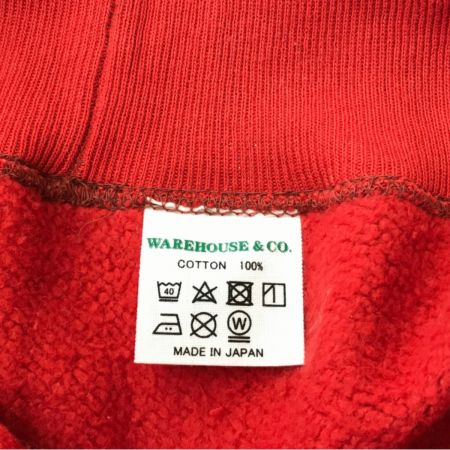 WAREHOUSE & CO.
COTTON 100%
40
W
MADE IN JAPAN